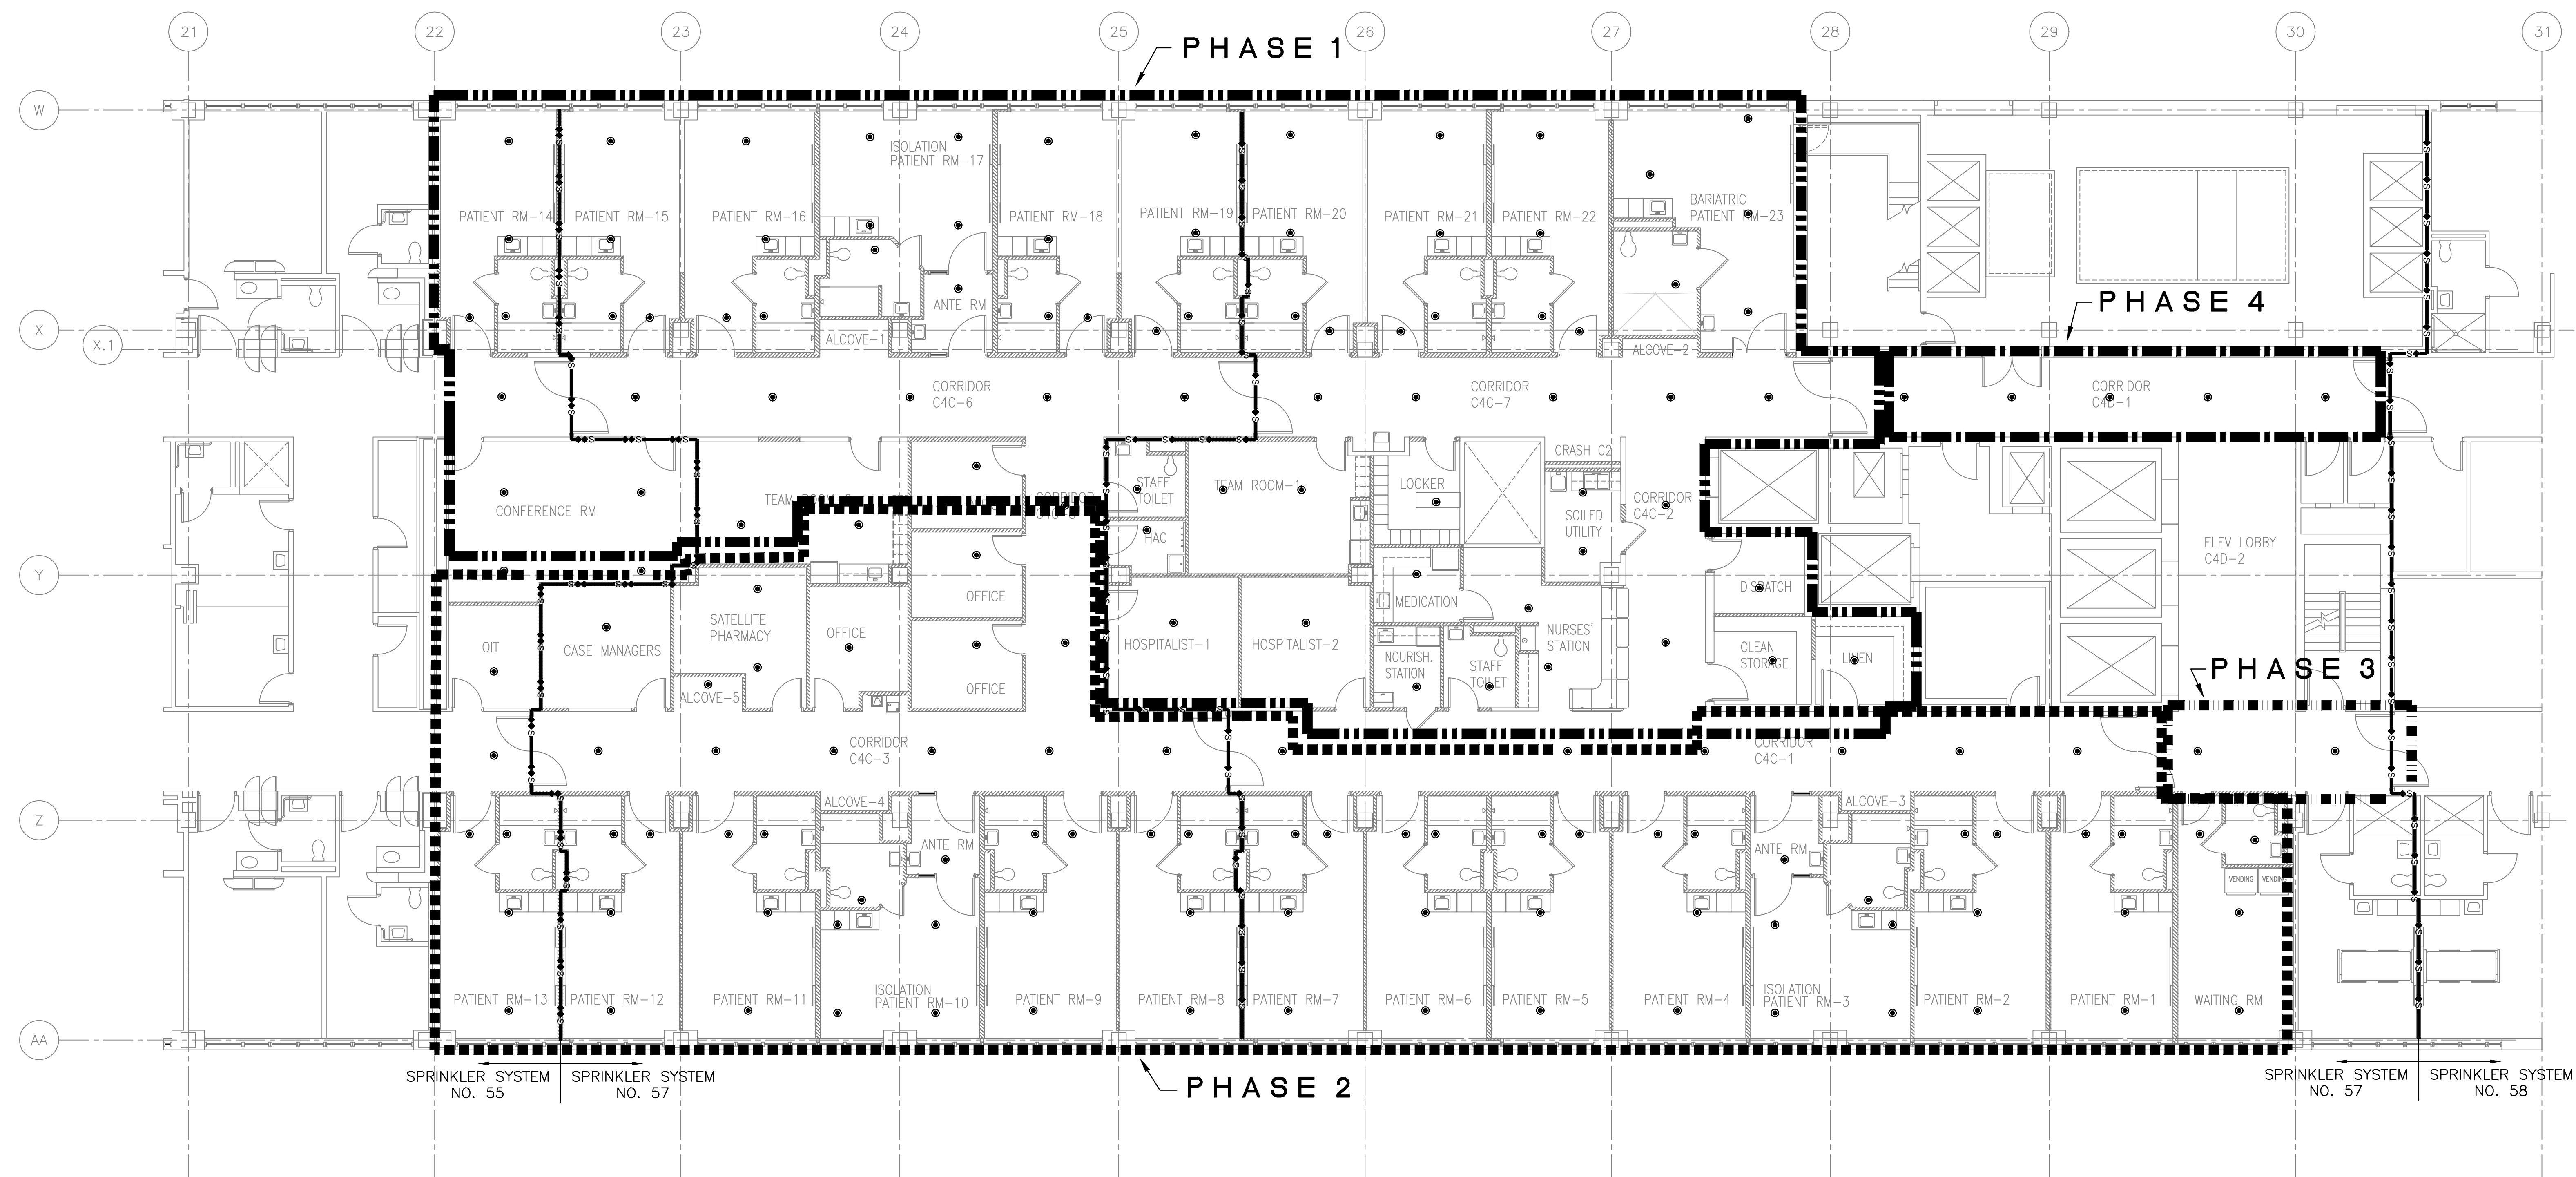 21
22
23
24
25
26
27
28
29
30
31
PHASE 1
W
ISOLATION
PATIENT RM-17
BARIATRIC
PATIENT RM-23
PATIENT RM-14
PATIENT RM-15
PATIENT RM-16
PATIENT RM-18
PATIENT RM-19
PATIENT RM-20
PATIENT RM-21
PATIENT RM-22
ANTE RM
PHASE 4
X
X.1
ALCOVE-1
ALCOVE-2
CORRIDOR
C4C-6
CORRIDOR
C4C-7
CORRIDOR
C4D-1
CRASH C2
CONFERENCE RM
STAFF
TOILET
TEAM ROOM-1
LOCKER
CORRIDOR
C4C-2
SOILED
UTILITY
HAC
ELEV LOBBY
C4D-2
Y
OFFICE
MEDICATION
DISPATCH
OIT
CASE MANAGERS
SATELLITE
PHARMACY
OFFICE
HOSPITALIST-1
HOSPITALIST-2
NOURISH.
STATION
STAFF
TOILET
NURSES'
STATION
CLEAN
STORAGE
LINEN
PHASE 3
ALCOVE-5
OFFICE
CORRIDOR
C4C-3
CORRIDOR
C4C-1
Z
ALCOVE-4
ALCOVE-3
ANTE RM
ANTE RM
VENDING
VENDING
PATIENT RM-13
PATIENT RM-12
PATIENT RM-11
ISOLATION
PATIENT RM-10
PATIENT RM-9
PATIENT RM-8
PATIENT RM-7
PATIENT RM-6
PATIENT RM-5
PATIENT RM-4
ISOLATION
PATIENT RM-3
PATIENT RM-2
PATIENT RM-1
WAITING RM
AA
SPRINKLER SYSTEM
NO. 55
SPRINKLER SYSTEM
NO. 57
PHASE 2
SPRINKLER SYSTEM
NO. 57
SPRINKLER SYSTEM
NO. 58